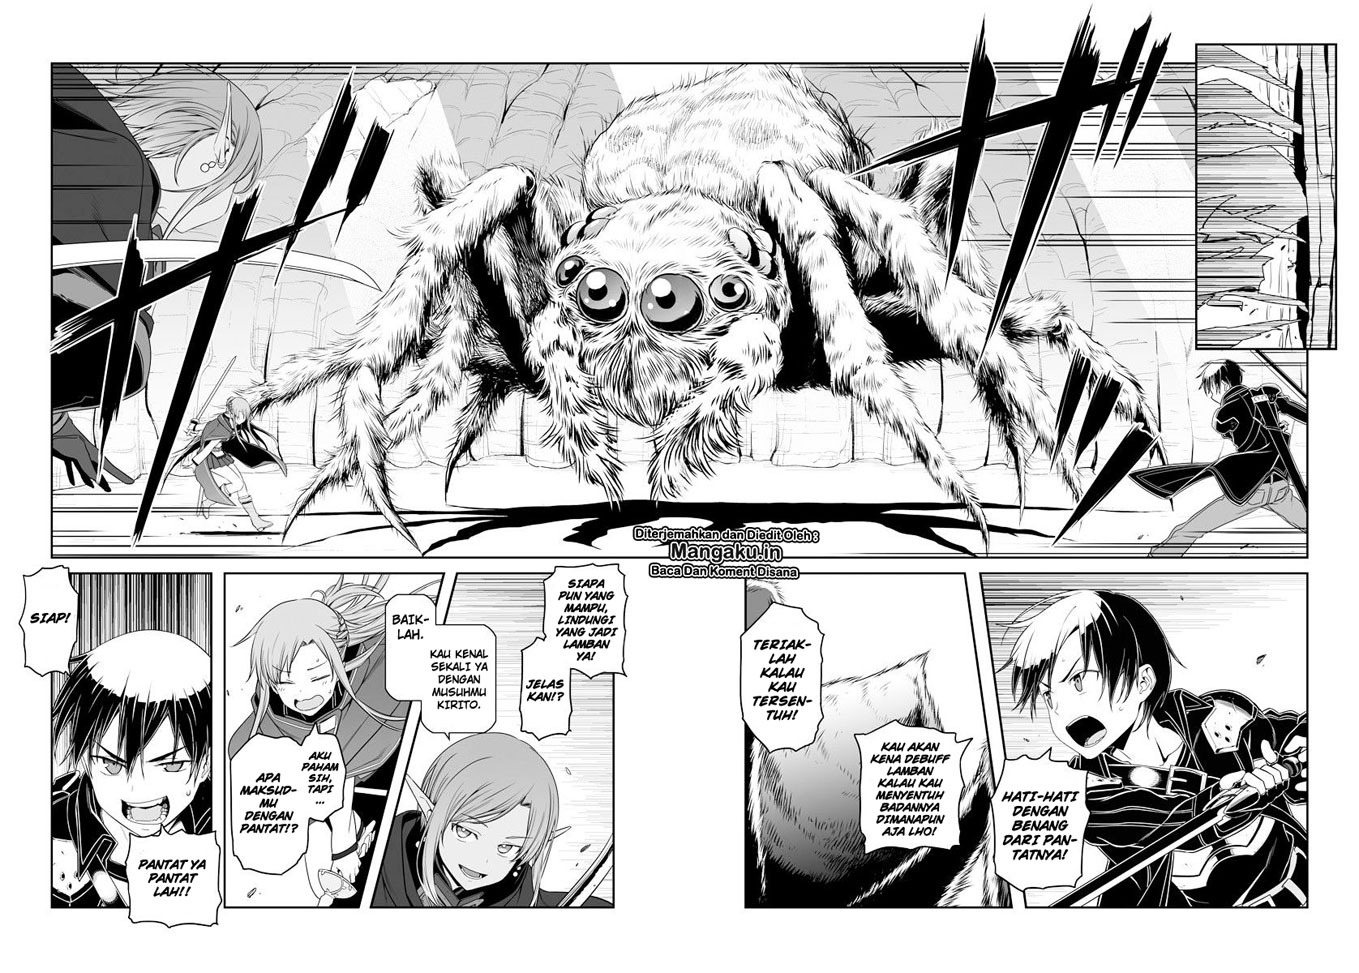 HATI-HATI
DENGAN
BENANG
DARI PAN-
TATNYA!
TERIAK-
LAH
KALAU
KAU
TERSEN-
TUH!
KAU AKAN
KENA DEBUFF
LAMBAN
KALAU KAU
MENYENTUH
BADANNYA
DIMANAPUN
AJA LHO!
SIAPA
PUN YANG
MAMPU,
LINDUNGI
YANG JADI
LAMBAN
YA!
JELAS
KAN!?
BAIK-
LAH.
KAU KENAL
SEKALI YA
DENGAN
MUSUHMU
KIRITO.
AKU
PAHAM
SIH,
TAPI
...
APA
MAKSUD-
MU
DENGAN
PANTAT!?
SIAP!
PANTAT YA
PANTAT
LAH!!
Diterjemahkan dan Diedit Oleh :
Mangaku.in
Baca Dan Koment Disana